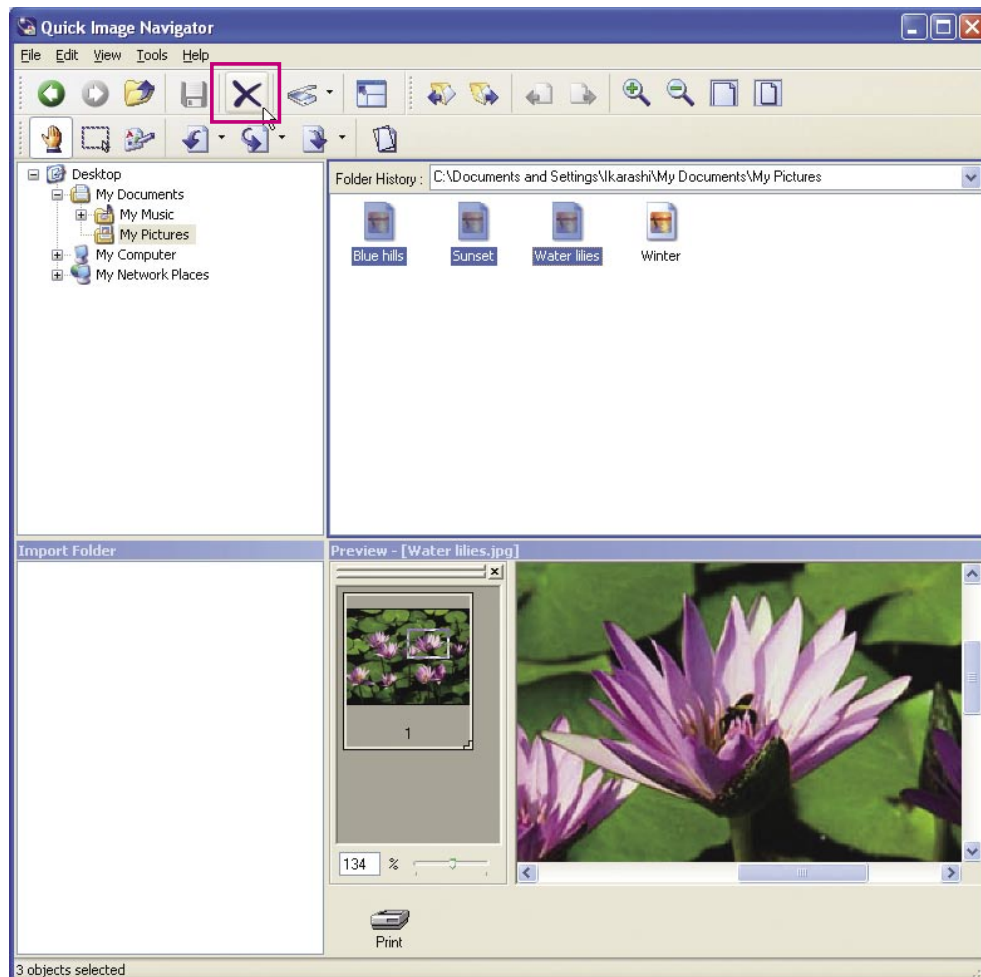 Quick Image Navigator
File Edit View Tools Help
Desktop
My Documents
My Music
My Pictures
My Computer
My Network Places
Folder History : C:\Documents and Settings\Ikarashi\My Documents\My Pictures
Blue hills Sunset Water lilies Winter
Import Folder
Preview - [Water lilies.jpg]
1
134 %
Print
3 objects selected